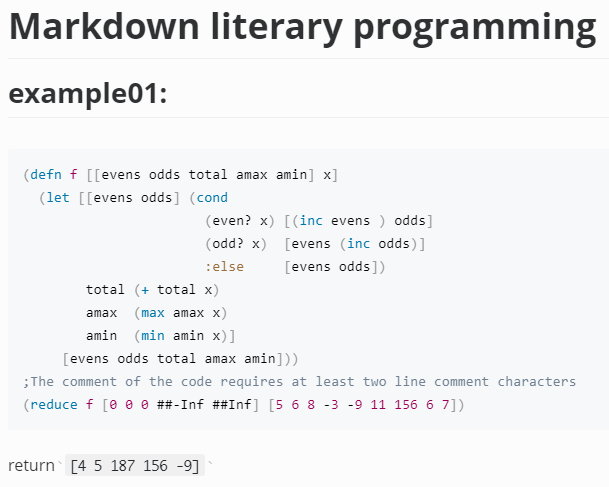 Markdown literary programming
example01:
(defn f [[evens odds total amax amin] x]
  (let [[evens odds] (cond
                       (even? x) [(inc evens ) odds]
                       (odd? x)  [evens (inc odds)]
                       :else     [evens odds])
        total (+ total x)
        amax  (max amax x)
        amin  (min amin x)]
     [evens odds total amax amin]))
;The comment of the code requires at least two line comment characters
(reduce f [0 0 0 ##-Inf ##Inf] [5 6 8 -3 -9 11 156 6 7])
return` [4 5 187 156 -9] `